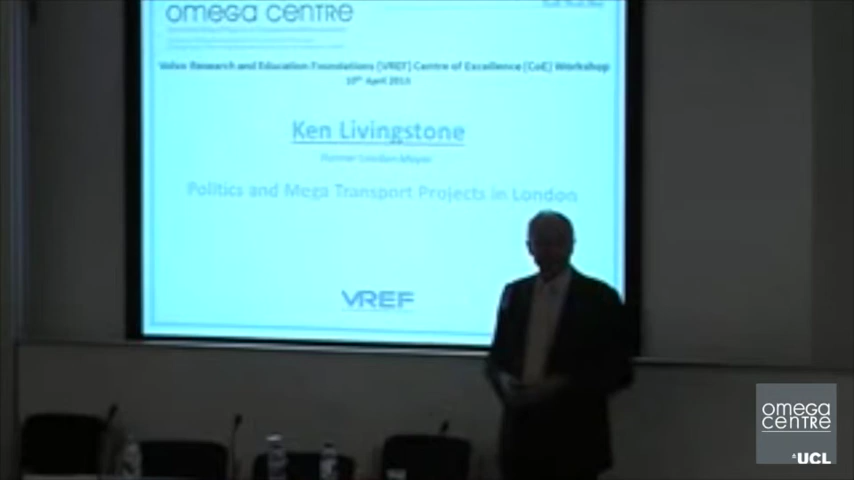 omega centre
Volvo Research and Education Foundations (VREF) Centre of Excellence (CoE) Workshop
10th April 2013
Ken Livingstone
Former London Mayor
Politics and Mega Transport Projects in London
VREF
omega
centre
UCL